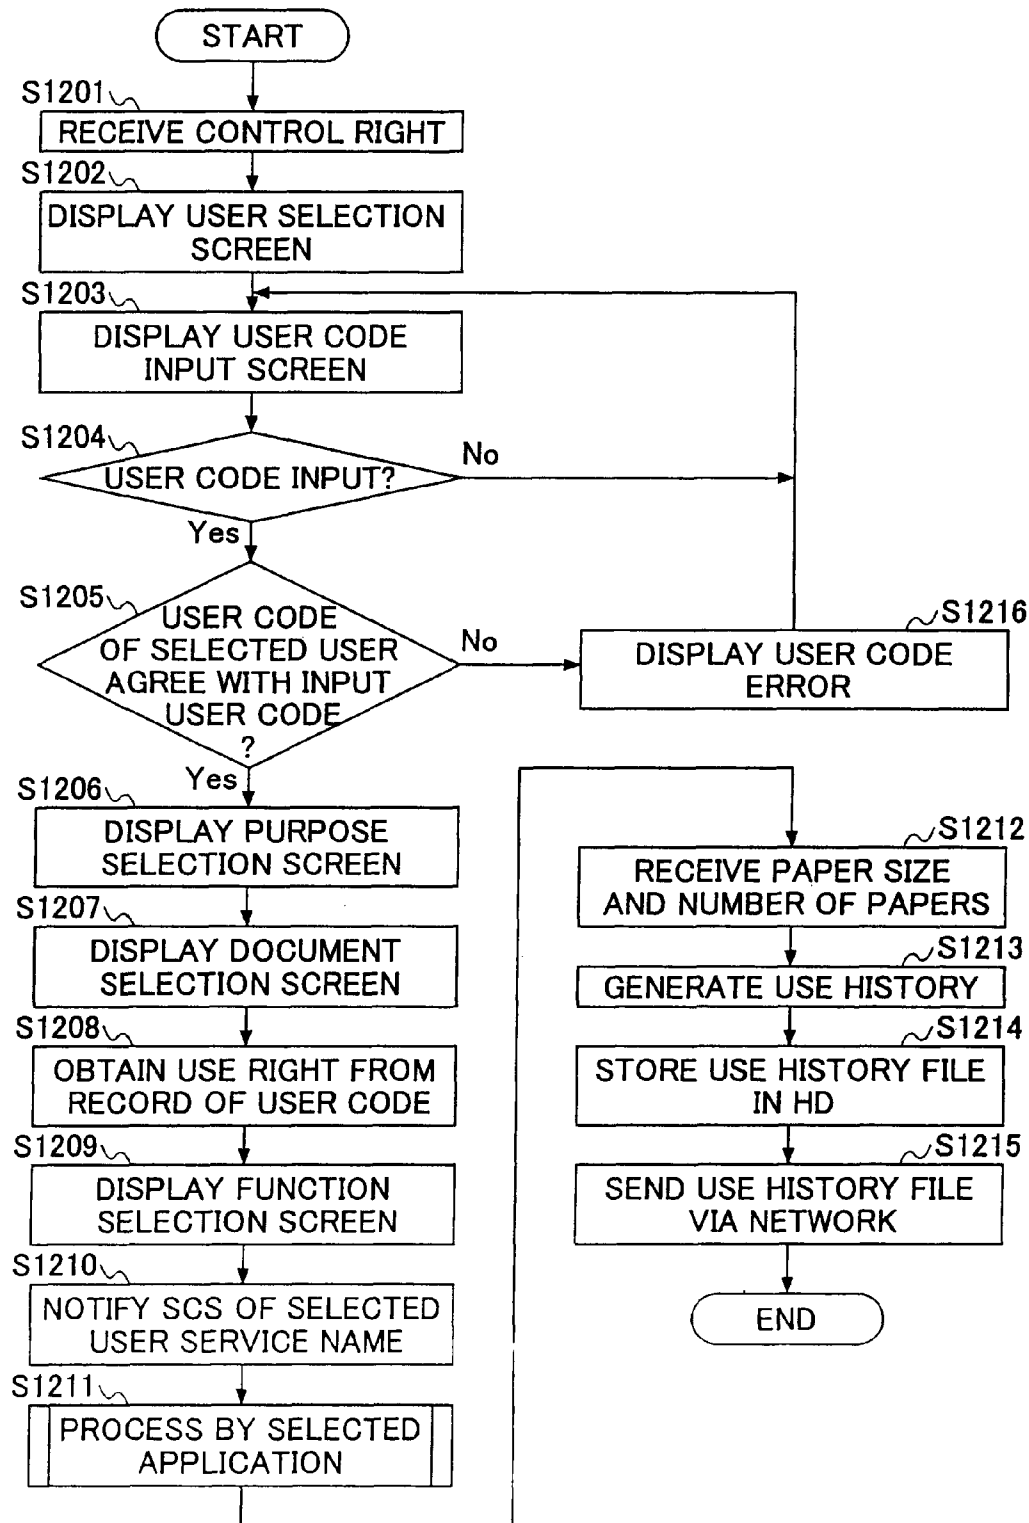 START
S1201
RECEIVE CONTROL RIGHT
S1202
DISPLAY USER SELECTION
SCREEN
S1203
DISPLAY USER CODE
INPUT SCREEN
S1204
USER CODE INPUT?
No
Yes
S1205
USER CODE
OF SELECTED USER
AGREE WITH INPUT
USER CODE
?
No
Yes
S1216
DISPLAY USER CODE
ERROR
S1206
DISPLAY PURPOSE
SELECTION SCREEN
S1207
DISPLAY DOCUMENT
SELECTION SCREEN
S1208
OBTAIN USE RIGHT FROM
RECORD OF USER CODE
S1209
DISPLAY FUNCTION
SELECTION SCREEN
S1210
NOTIFY SCS OF SELECTED
USER SERVICE NAME
S1211
PROCESS BY SELECTED
APPLICATION
S1212
RECEIVE PAPER SIZE
AND NUMBER OF PAPERS
S1213
GENERATE USE HISTORY
S1214
STORE USE HISTORY FILE
IN HD
S1215
SEND USE HISTORY FILE
VIA NETWORK
END